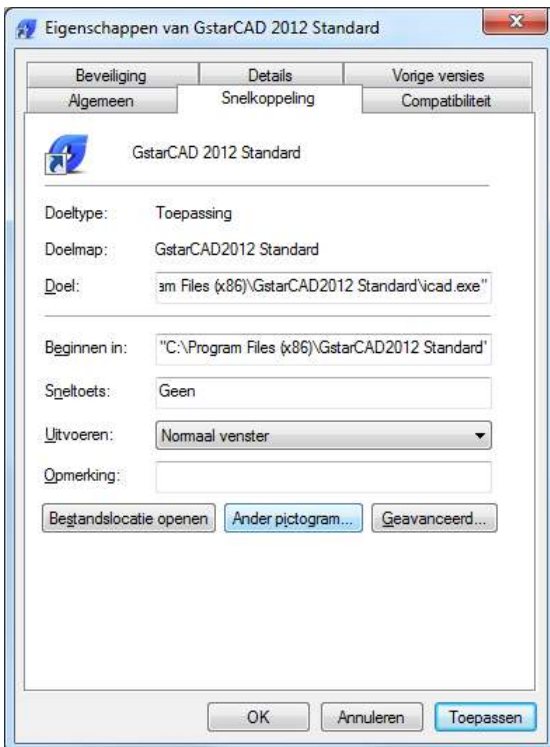 Eigenschappen van GstarCAD 2012 Standard
Beveiliging Details Vorige versies
Algemeen Snelkoppeling Compatibiliteit
GstarCAD 2012 Standard
Doeltype: Toepassing
Doelmap: GstarCAD2012 Standard
Doel: am Files (x86)\GstarCAD2012 Standard\icad.exe"
Beginnen in: "C:\Program Files (x86)\GstarCAD2012 Standard"
Sneltoets: Geen
Uitvoeren: Normaal venster
Opmerking:
Bestandslocatie openen Ander pictogram... Geavanceerd...
OK Annuleren Toepassen